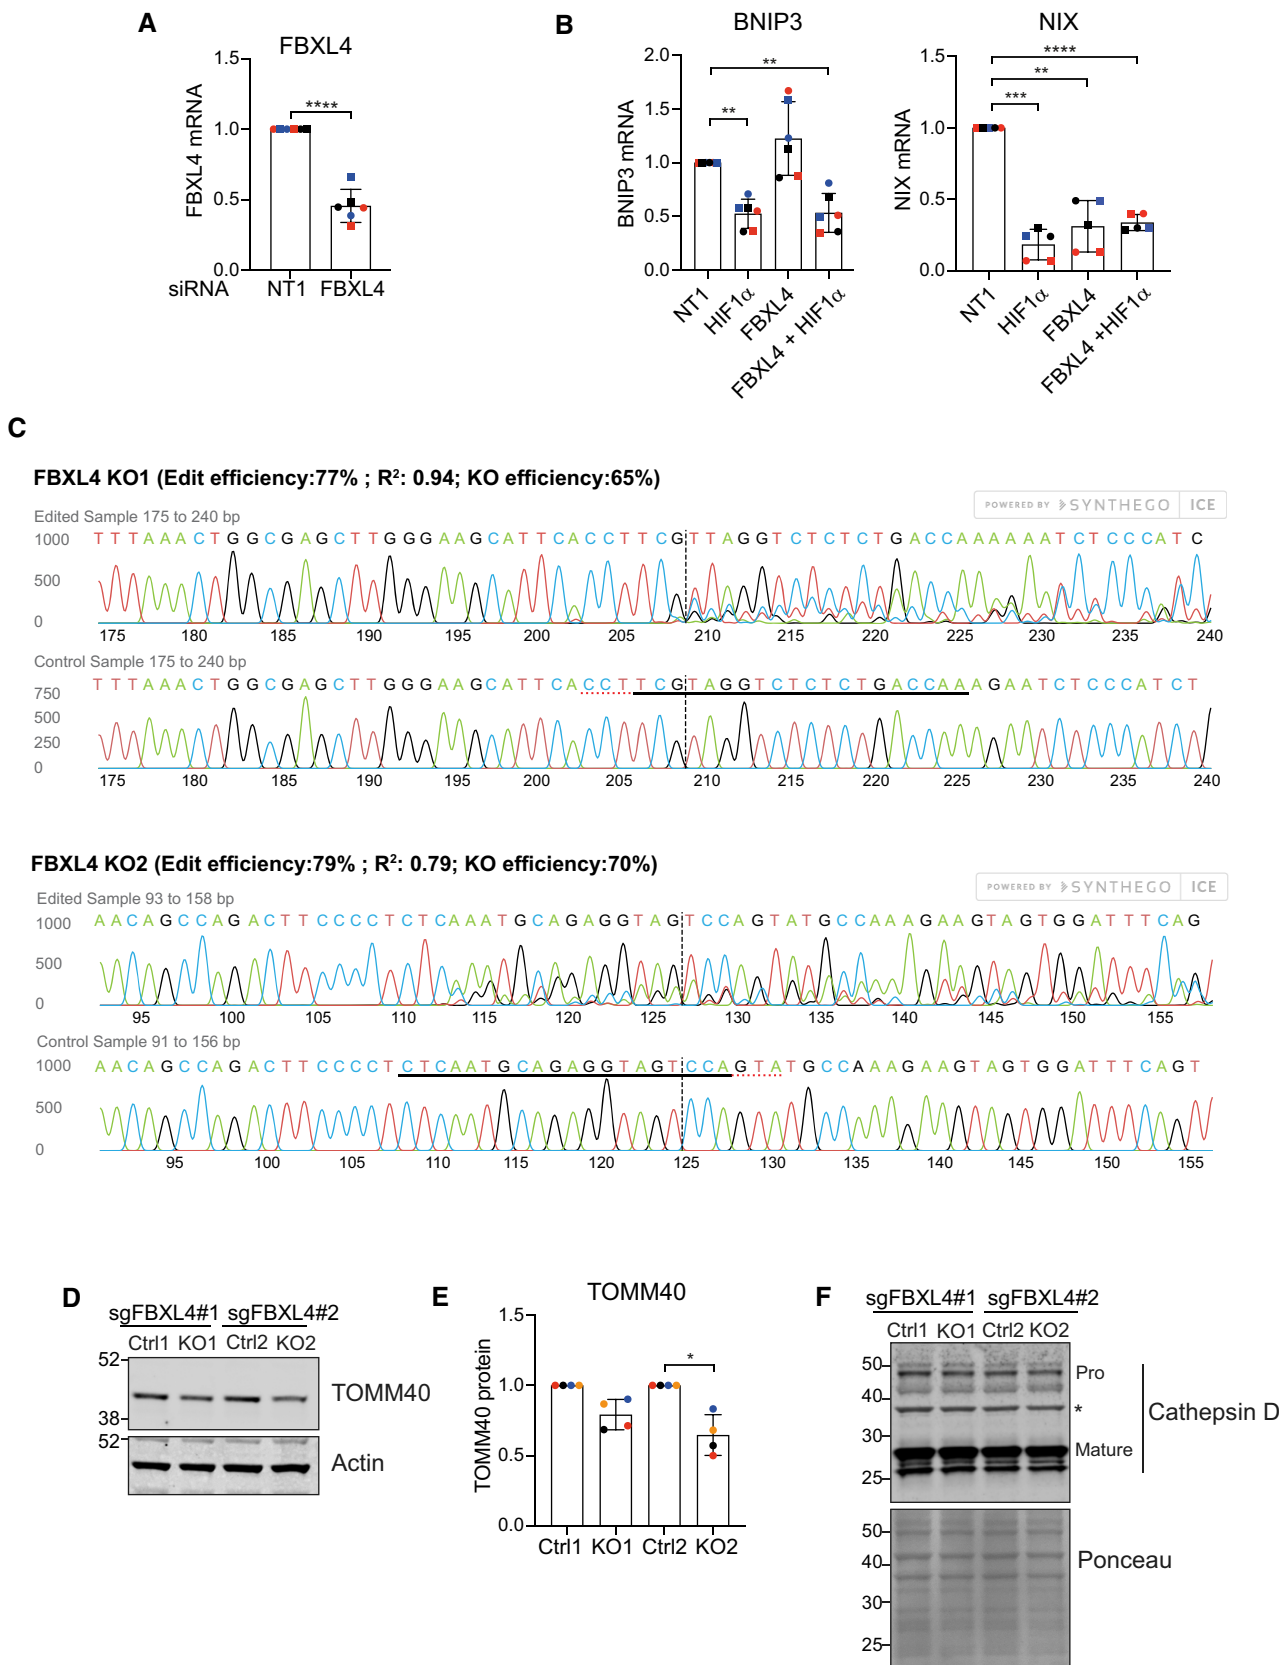 A
FBXL4
1.5
1.0
0.5
0.0
FBXL4 mRNA
****
siRNA
NT1
FBXL4
B
BNIP3
2.0
1.5
1.0
0.5
0.0
BNIP3 mRNA
**
**
NT1
HIF1α
FBXL4
FBXL4 + HIF1α
NIX
1.5
1.0
0.5
0.0
NIX mRNA
****
**
***
NT1
HIF1α
FBXL4
FBXL4 +HIF1α
C
FBXL4 KO1 (Edit efficiency:77% ; R²: 0.94; KO efficiency:65%)
POWERED BY SYNTHEGO ICE
Edited Sample 175 to 240 bp
1000 T T T A A A C T G G C G A G C T T G G G A A G C A T T C A C C T T C G T T A G G T C T C T C T G A C C A A A A A A T C T C C C A T C
500
0
175 180 185 190 195 200 205 210 215 220 225 230 235 240
Control Sample 175 to 240 bp
750 T T T A A A C T G G C G A G C T T G G G A A G C A T T C A C C T T C G T A G G T C T C T C T G A C C A A A G A A T C T C C C A T C T
500
250
0
175 180 185 190 195 200 205 210 215 220 225 230 235 240
FBXL4 KO2 (Edit efficiency:79% ; R²: 0.79; KO efficiency:70%)
POWERED BY SYNTHEGO ICE
Edited Sample 93 to 158 bp
1000 A A C A G C C A G A C T T C C C C T C T C A A A T G C A G A G G T A G T C C A G T A T G C C A A A G A A G T A G T G G A T T T C A G
500
0
95 100 105 110 115 120 125 130 135 140 145 150 155
Control Sample 91 to 156 bp
1000 A A C A G C C A G A C T T C C C C T C T C A A T G C A G A G G T A G T C C A G T A T G C C A A A G A A G T A G T G G A T T T C A G T
500
0
95 100 105 110 115 120 125 130 135 140 145 150 155
D
sgFBXL4#1 sgFBXL4#2
Ctrl1 KO1 Ctrl2 KO2
52
38
TOMM40
52
Actin
E
TOMM40
1.5
1.0
0.5
0.0
TOMM40 protein
*
Ctrl1 KO1 Ctrl2 KO2
F
sgFBXL4#1 sgFBXL4#2
Ctrl1 KO1 Ctrl2 KO2
50
40
30
25
Pro
*
Mature
Cathepsin D
50
40
30
25
Ponceau